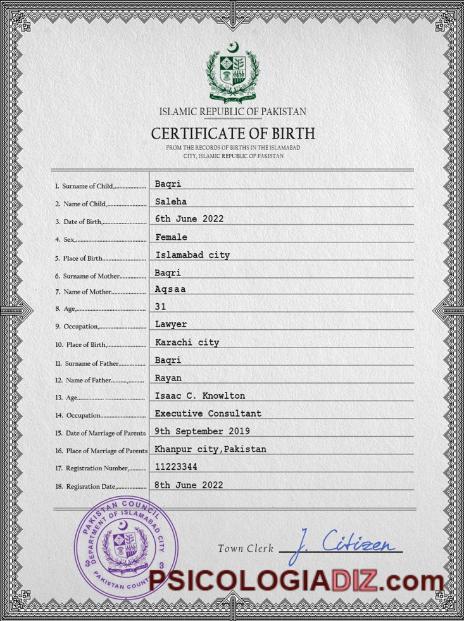 ISLAMIC REPUBLIC OF PAKISTAN
CERTIFICATE OF BIRTH
FROM THE RECORDS OF BIRTHS IN THE ISLAMABAD
CITY, ISLAMIC REPUBLIC OF PAKISTAN
1. Surname of Child,............... Baqri
2. Name of Child,.................. Saleha
3. Date of Birth,................... 6th June 2022
4. Sex,............................. Female
5. Place of Birth................... Islamabad city
6. Surname of Mother............. Baqri
7. Name of Mother................ Aqsaa
8. Age,............................. 31
9. Occupation,..................... Lawyer
10. Place of Birth,................. Karachi city
11. Surname of Father............. Baqri
12. Name of Father................ Rayan
13. Age............................. Isaac C. Knowlton
14. Occupation..................... Executive Consultant
15. Date of Marriage of Parents 9th September 2019
16. Place of Marriage of Parents Khanpur city,Pakistan
17. Registration Number,.......... 11223344
18. Regisration Date,.............. 8th June 2022
PAKISTAN COUNCIL
DEPARTMENT OF ISLAMABAD CITY
Town Clerk J. Citizen
PSICOLOGIADIZ.com